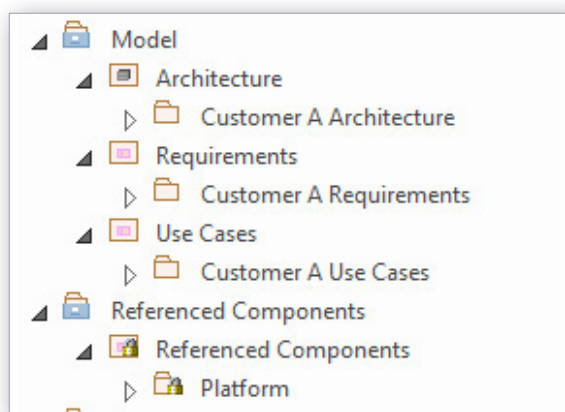 Model
Architecture
Customer A Architecture
Requirements
Customer A Requirements
Use Cases
Customer A Use Cases
Referenced Components
Referenced Components
Platform